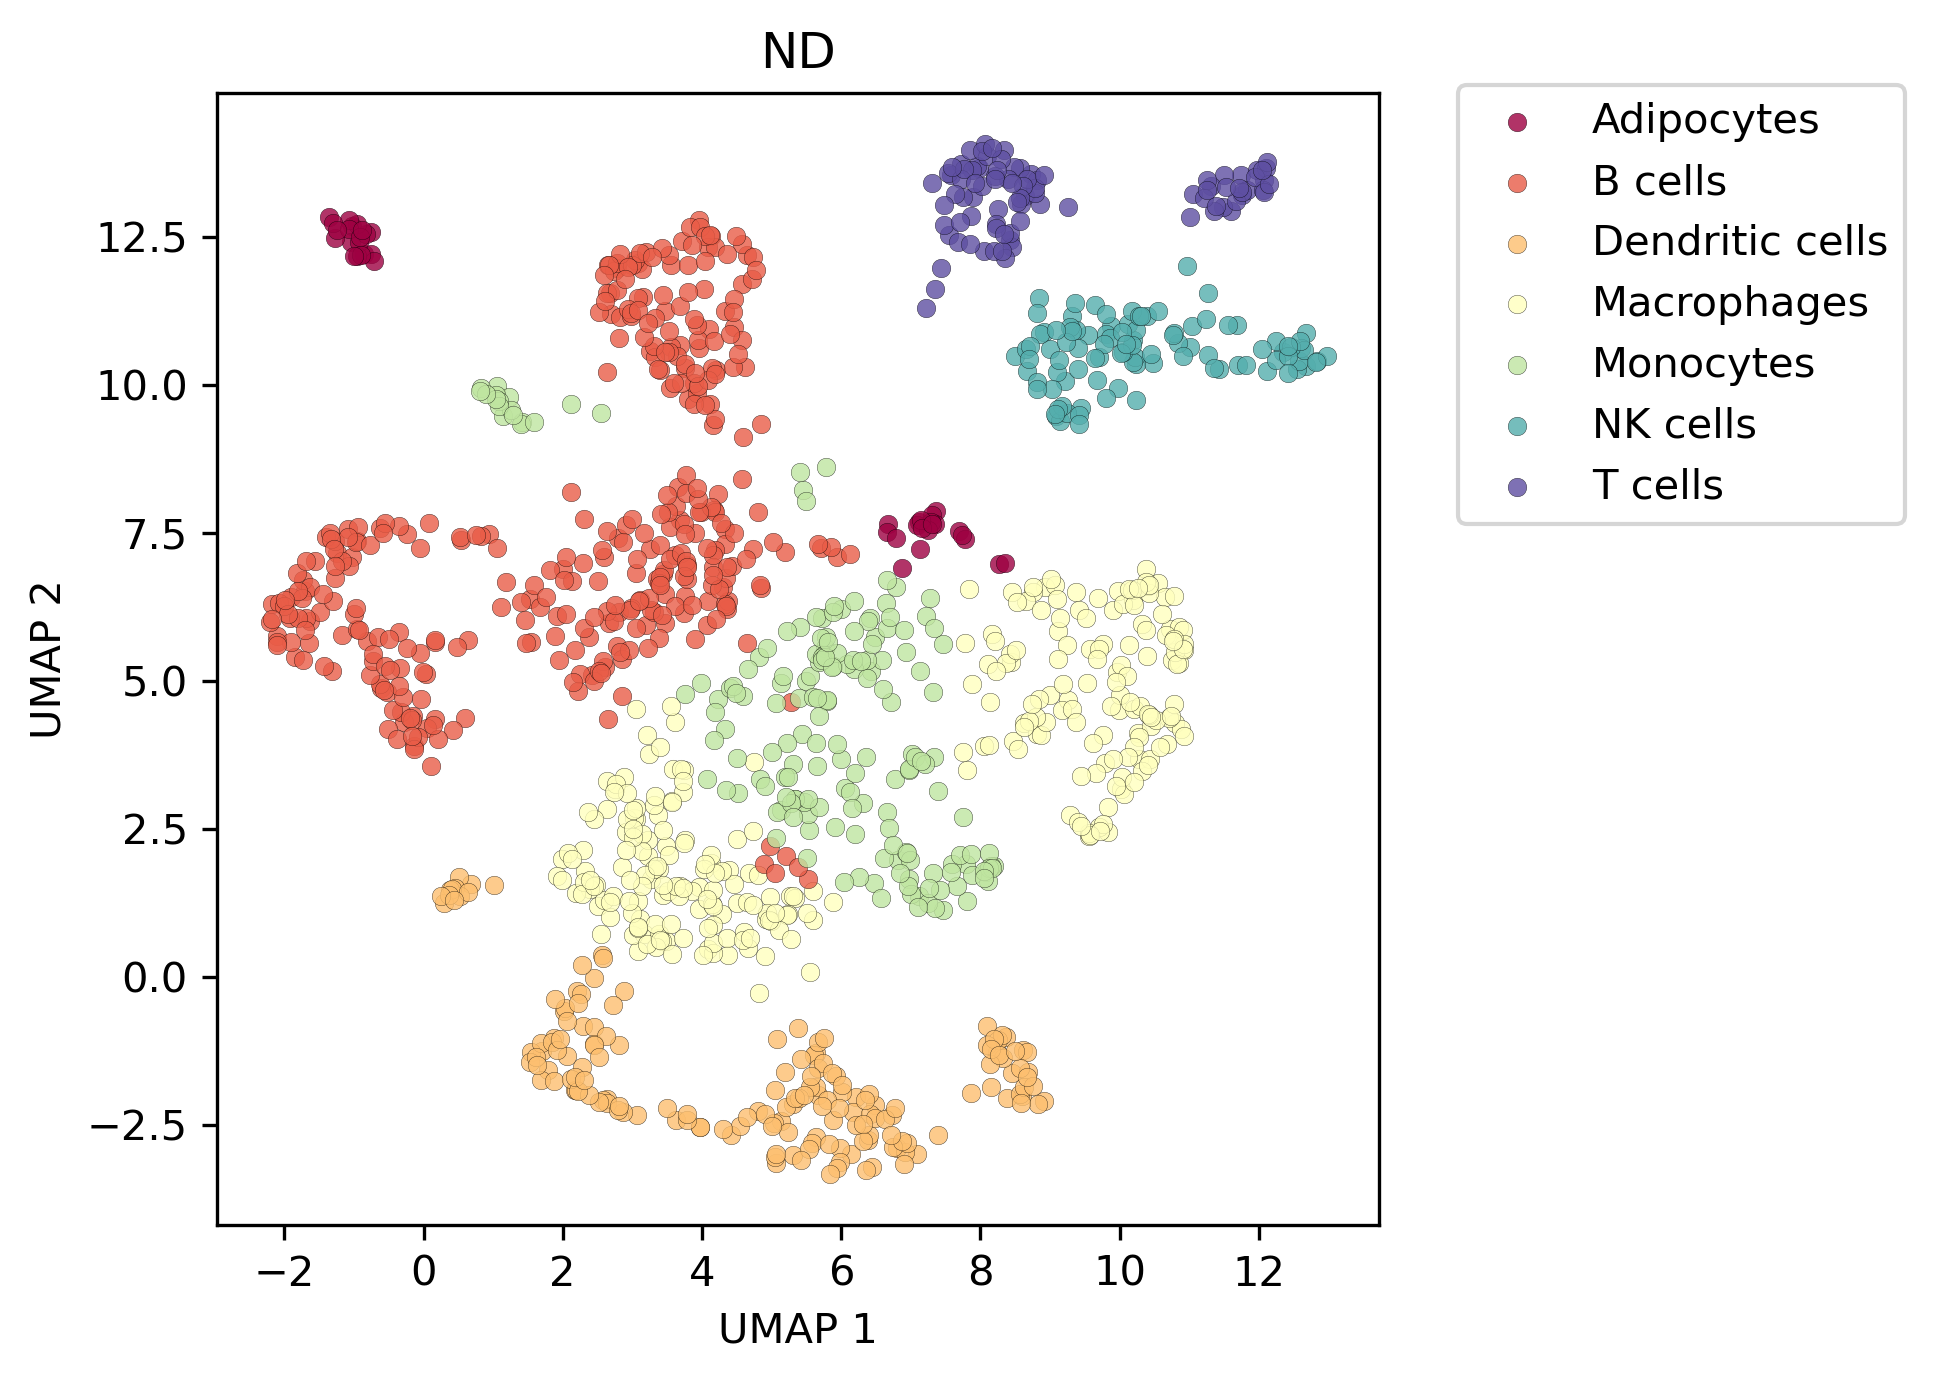 ND
Adipocytes
B cells
Dendritic cells
Macrophages
Monocytes
NK cells
T cells
UMAP 2
12.5
10.0
7.5
5.0
2.5
0.0
−2.5
−2 0 2 4 6 8 10 12
UMAP 1